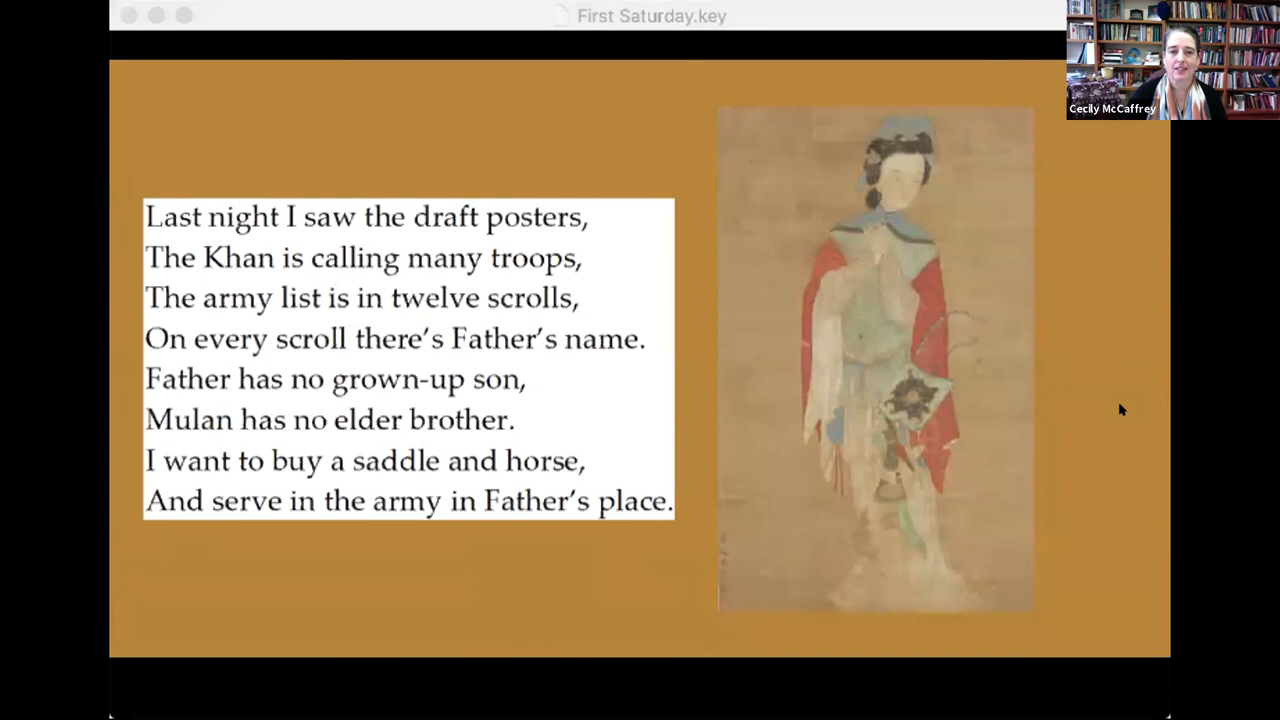 First Saturday.key
Cecily McCaffrey
Last night I saw the draft posters,
The Khan is calling many troops,
The army list is in twelve scrolls,
On every scroll there’s Father’s name.
Father has no grown-up son,
Mulan has no elder brother.
I want to buy a saddle and horse,
And serve in the army in Father’s place.